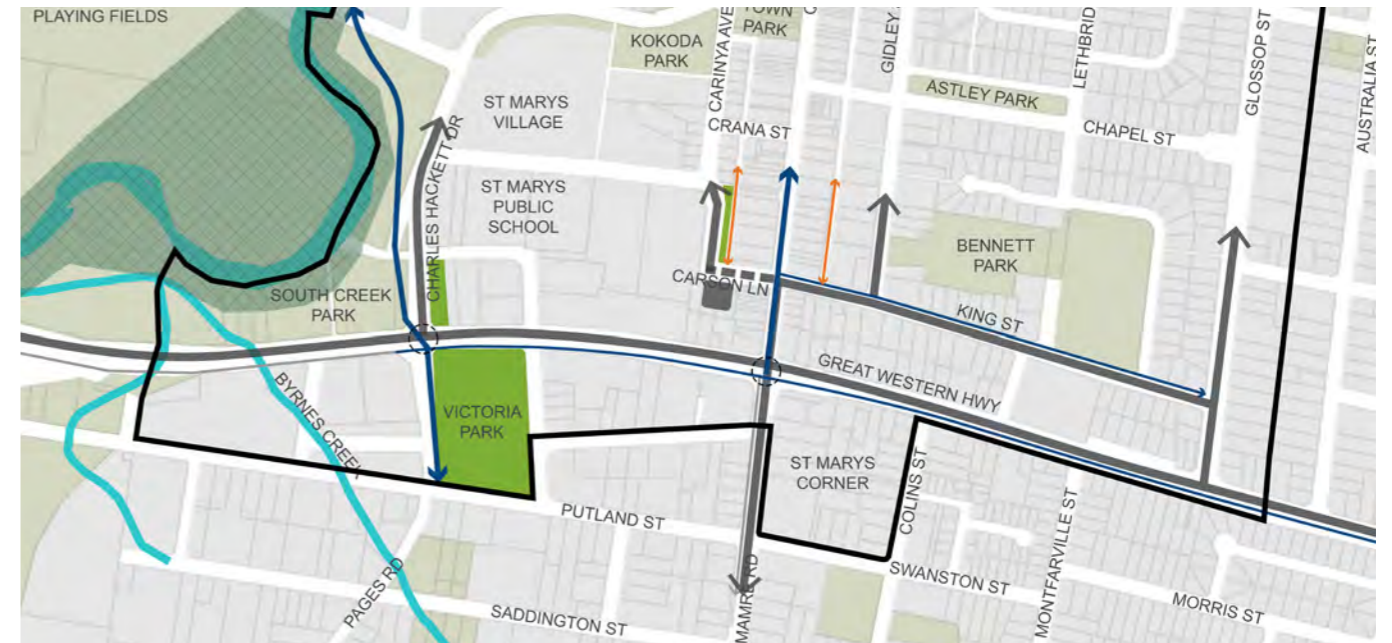 PLAYING FIELDS
TOWN
PARK
KOKODA
PARK
CARINYA AVE
GIDLEY
LETHBRID
GLOSSOP ST
AUSTRALIA ST
ASTLEY PARK
ST MARYS
VILLAGE
CRANA ST
CHAPEL ST
CHARLES HACKETT DR
ST MARYS
PUBLIC
SCHOOL
BENNETT
PARK
CARSON LN
SOUTH CREEK
PARK
KING ST
GREAT WESTERN HWY
BYRNES CREEK
VICTORIA
PARK
ST MARYS
CORNER
COLINS ST
PUTLAND ST
MONTFARVILLE ST
SWANSTON ST
PAGES RD
MAMRE RD
MORRIS ST
SADDINGTON ST